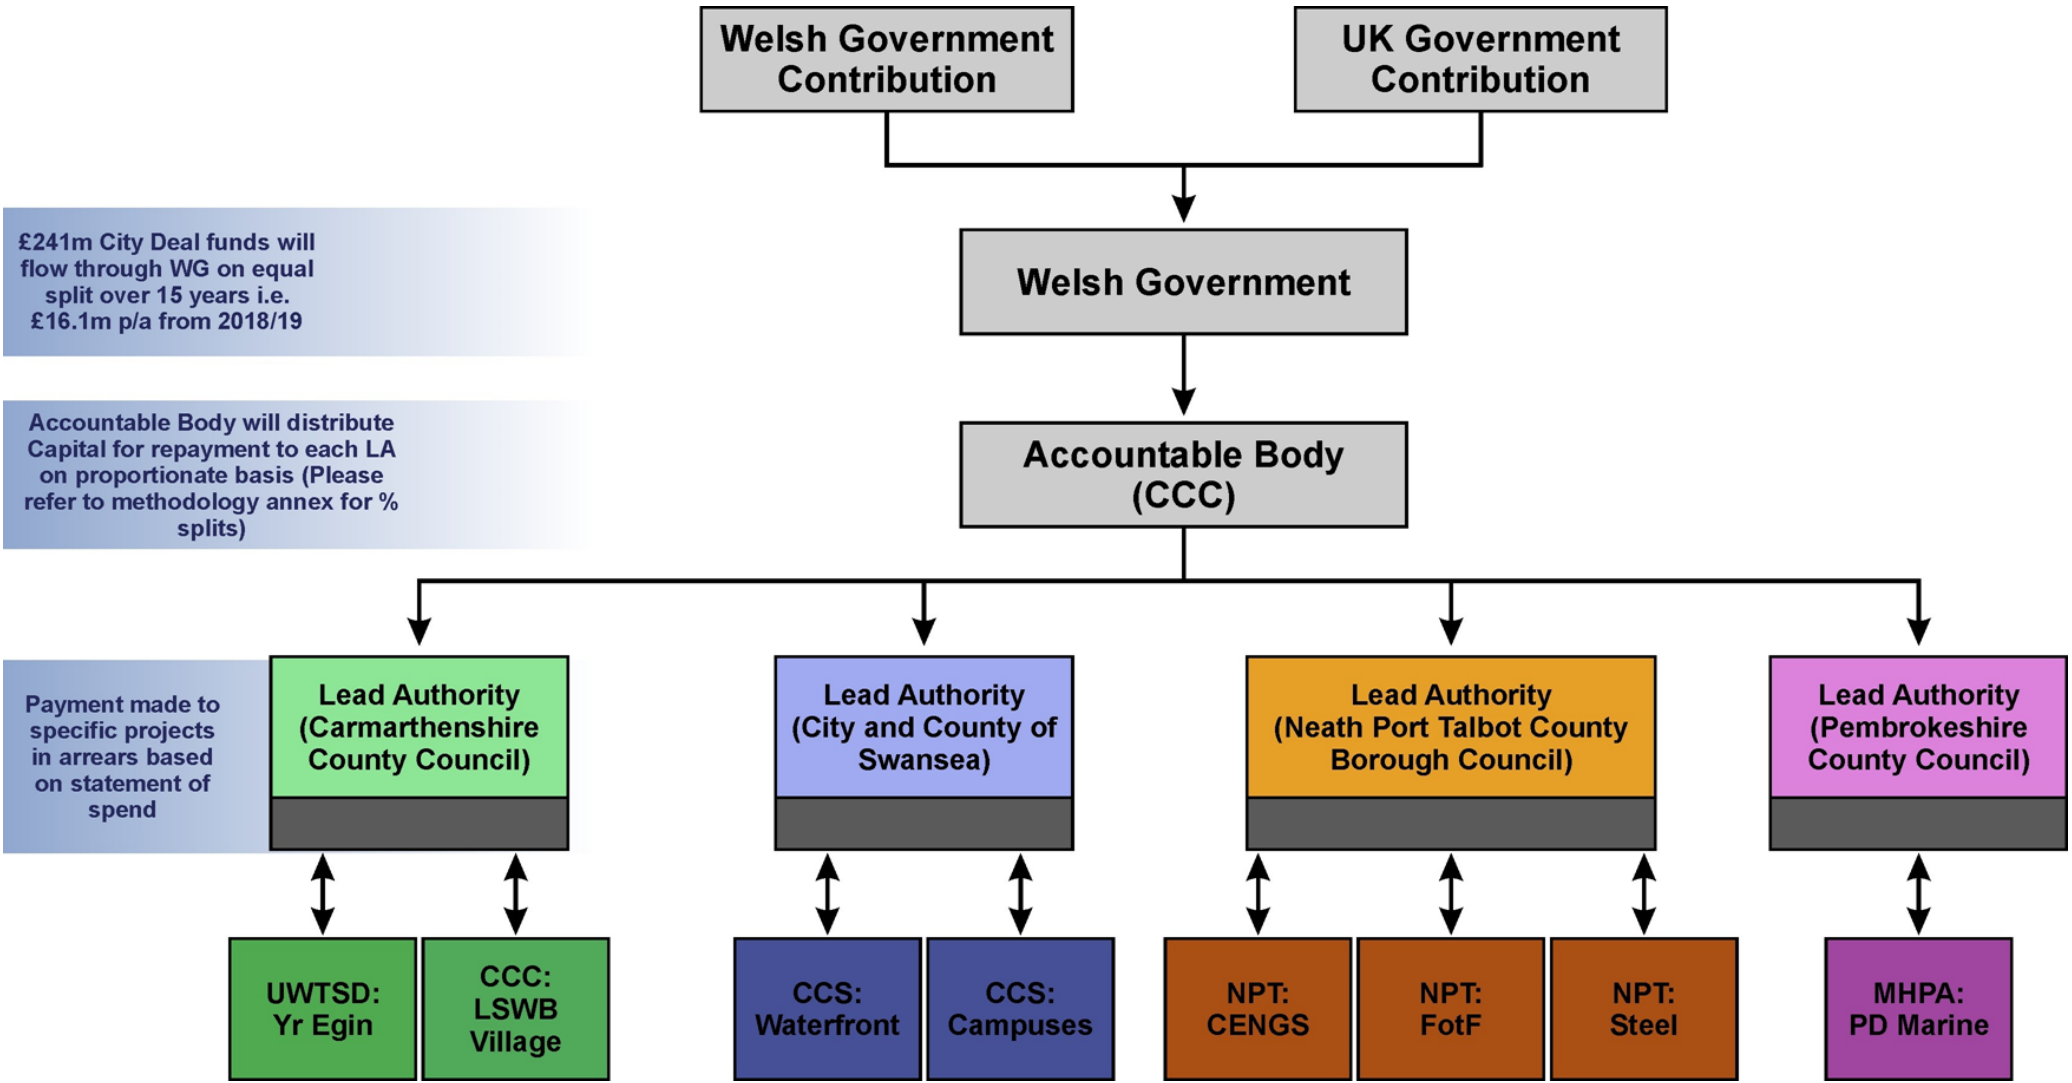 Welsh Government
Contribution
UK Government
Contribution
£241m City Deal funds will
flow through WG on equal
split over 15 years i.e.
£16.1m p/a from 2018/19
Welsh Government
Accountable Body will distribute
Capital for repayment to each LA
on proportionate basis (Please
refer to methodology annex for %
splits)
Accountable Body
(CCC)
Payment made to
specific projects
in arrears based
on statement of
spend
Lead Authority
(Carmarthenshire
County Council)
Lead Authority
(City and County of
Swansea)
Lead Authority
(Neath Port Talbot County
Borough Council)
Lead Authority
(Pembrokeshire
County Council)
UWTSD:
Yr Egin
CCC:
LSWB
Village
CCS:
Waterfront
CCS:
Campuses
NPT:
CENGS
NPT:
FotF
NPT:
Steel
MHPA:
PD Marine